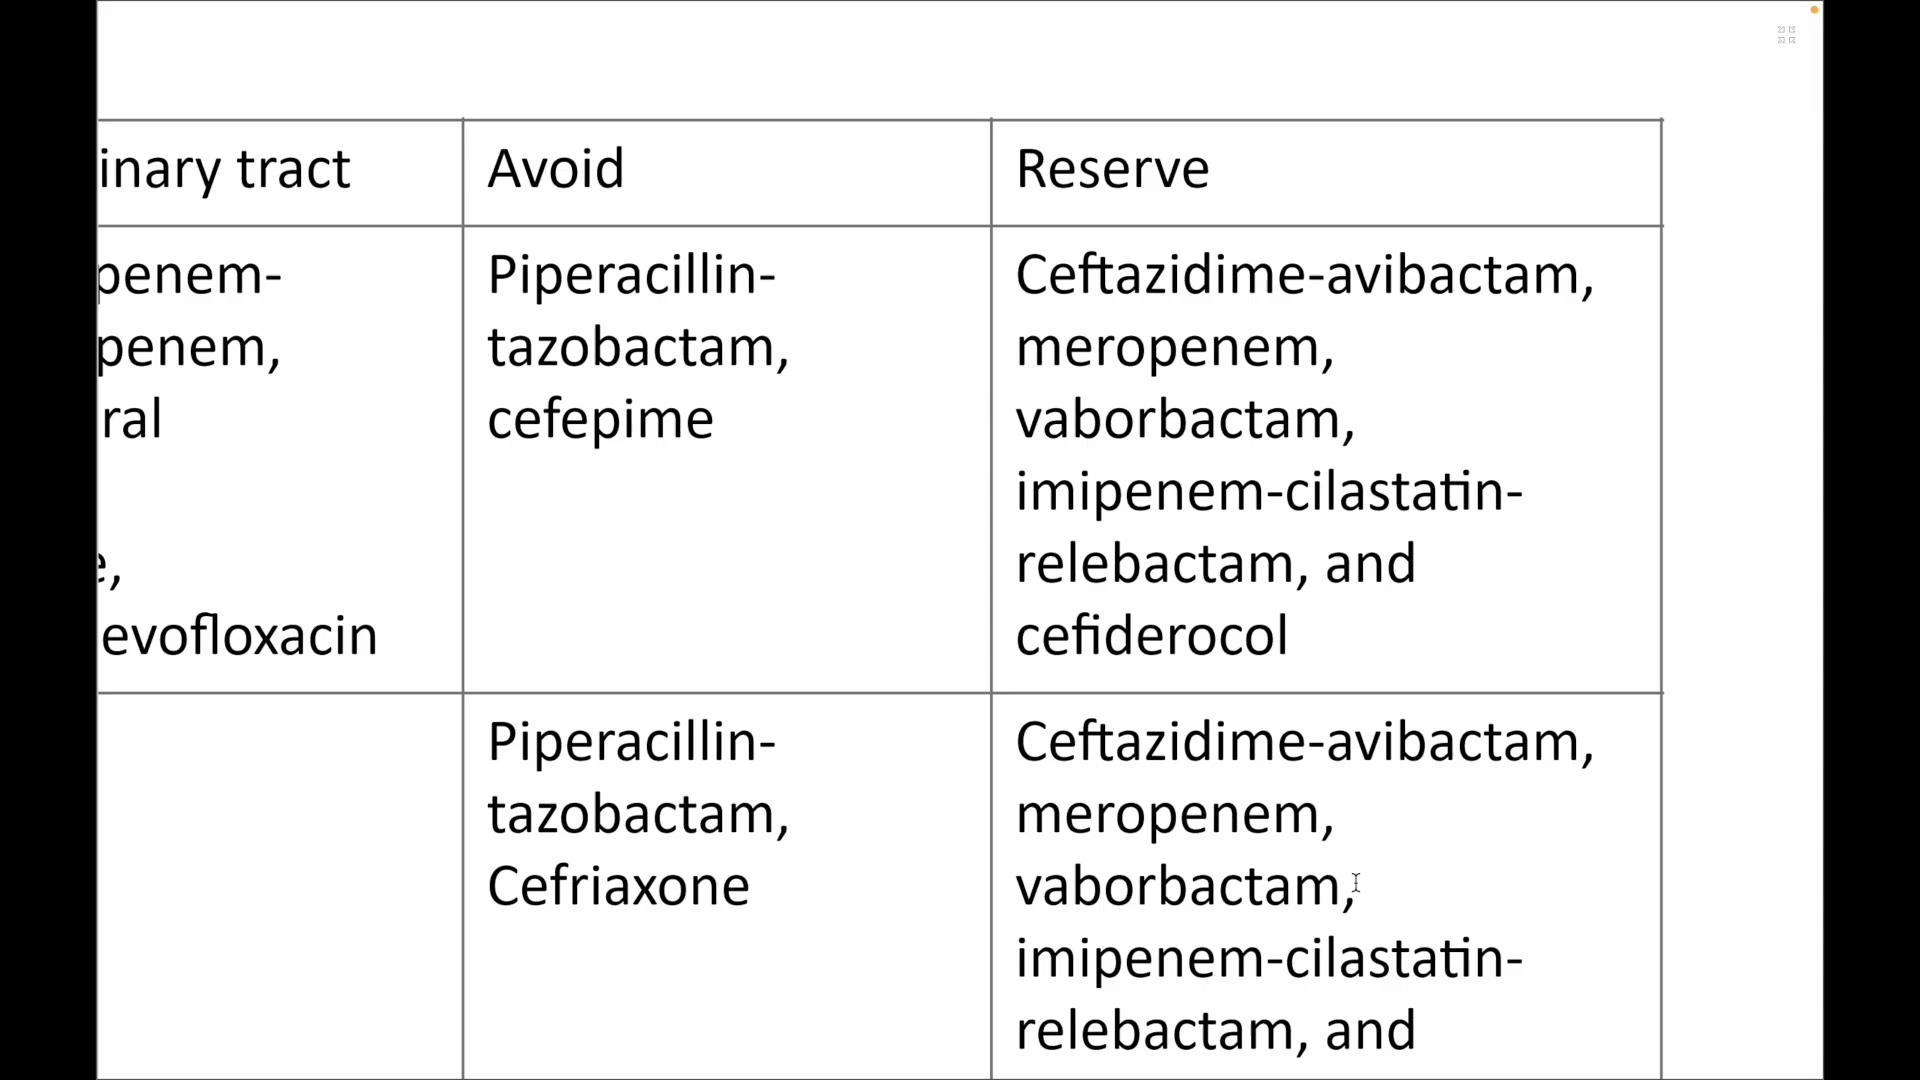 inary tract
Avoid
Reserve
penem-
penem,
ral
e,
evofloxacin
Piperacillin-
tazobactam,
cefepime
Ceftazidime-avibactam,
meropenem,
vaborbactam,
imipenem-cilastatin-
relebactam, and
cefiderocol
Piperacillin-
tazobactam,
Cefriaxone
Ceftazidime-avibactam,
meropenem,
vaborbactam,
imipenem-cilastatin-
relebactam, and